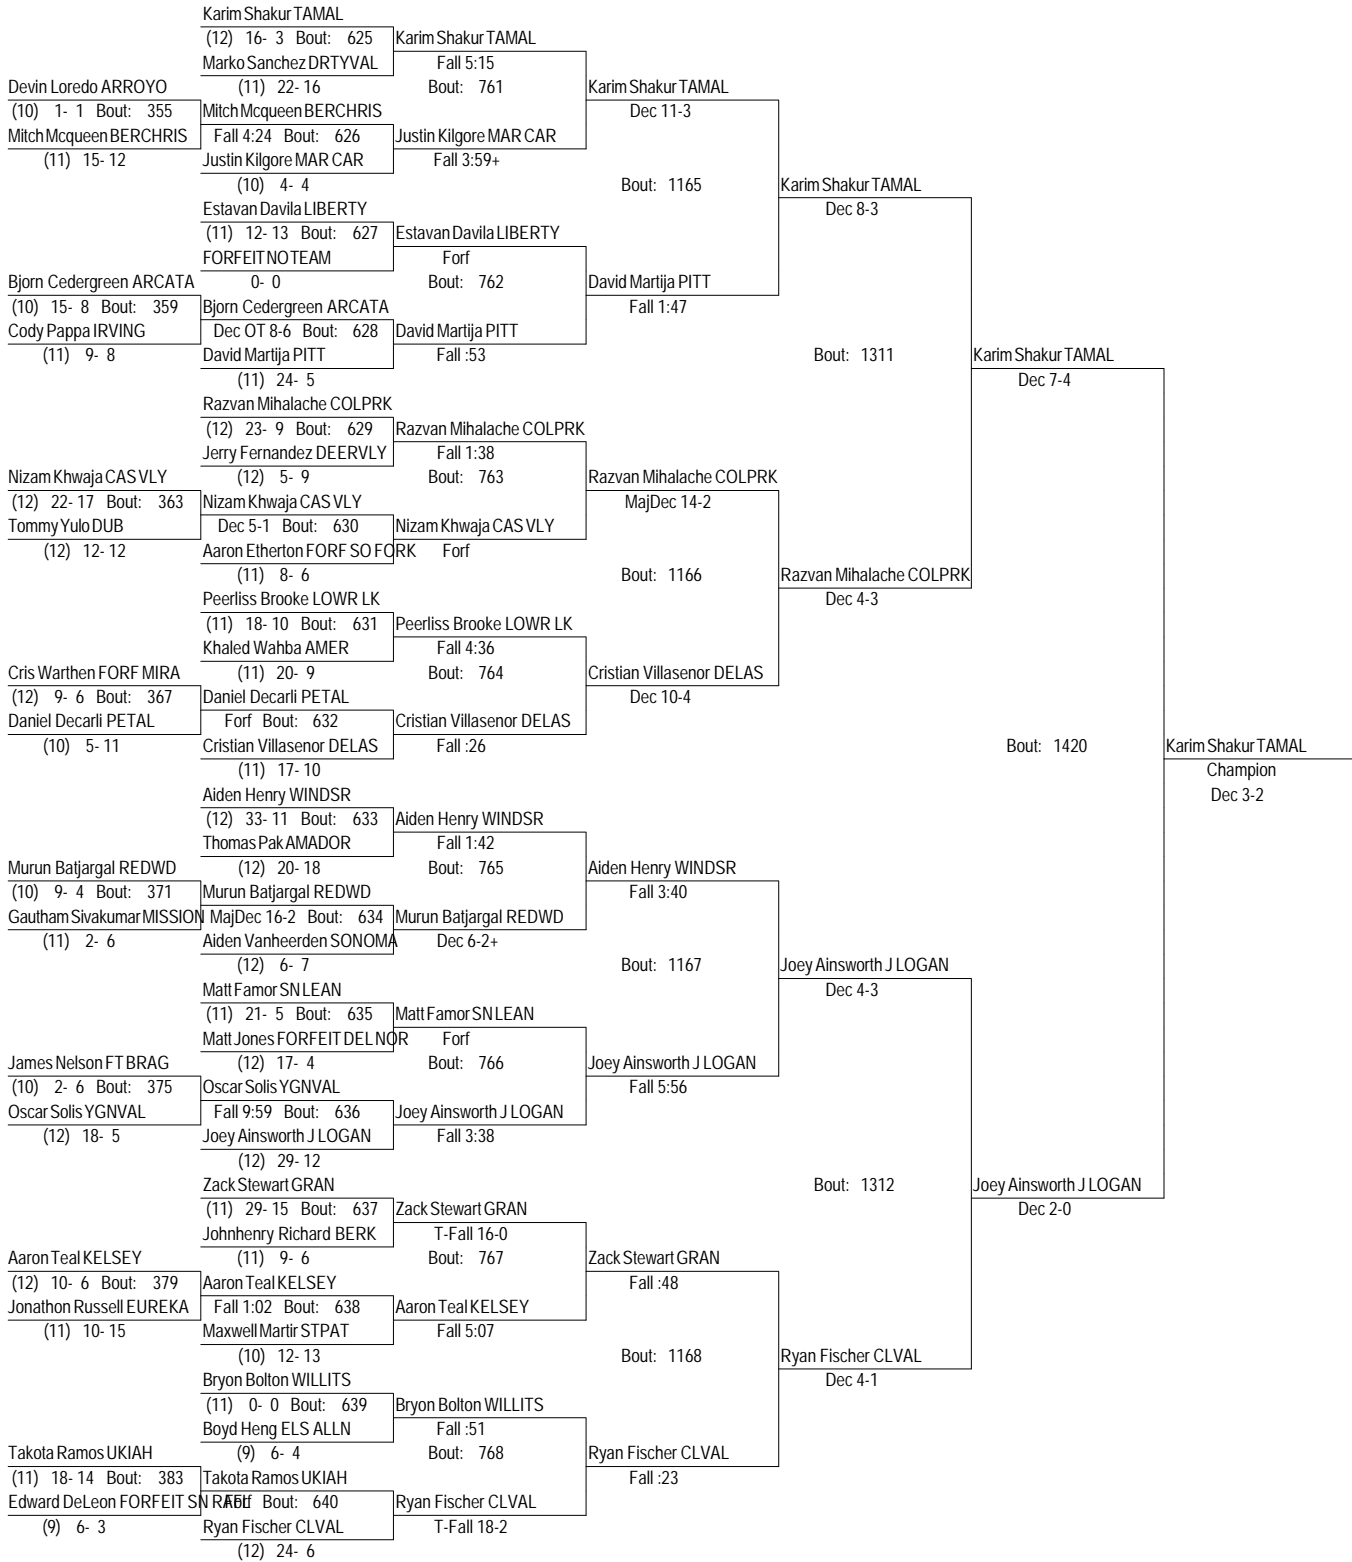 Karim Shakur TAMAL
(12) 16- 3 Bout: 625 Karim Shakur TAMAL
Marko Sanchez DRTYVAL Fall 5:15
Devin Loredo ARROYO (11) 22- 16 Bout: 761 Karim Shakur TAMAL
(10) 1- 1 Bout: 355 Mitch Mcqueen BERCHRIS Dec 11-3
Mitch Mcqueen BERCHRIS Fall 4:24 Bout: 626 Justin Kilgore MAR CAR
(11) 15- 12 Justin Kilgore MAR CAR Fall 3:59+
(10) 4- 4 Bout: 1165 Karim Shakur TAMAL
Estavan Davila LIBERTY Dec 8-3
(11) 12- 13 Bout: 627 Estavan Davila LIBERTY
FORFEIT NO TEAM Forf
Bjorn Cedergreen ARCATA 0- 0 Bout: 762 David Martija PITT
(10) 15- 8 Bout: 359 Bjorn Cedergreen ARCATA Fall 1:47
Cody Pappa IRVING Dec OT 8-6 Bout: 628 David Martija PITT
(11) 9- 8 David Martija PITT Fall :53 Bout: 1311 Karim Shakur TAMAL
(11) 24- 5 Dec 7-4
Razvan Mihalache COLPRK
(12) 23- 9 Bout: 629 Razvan Mihalache COLPRK
Jerry Fernandez DEERVLY Fall 1:38
Nizam Khwaja CAS VLY (12) 5- 9 Bout: 763 Razvan Mihalache COLPRK
(12) 22- 17 Bout: 363 Nizam Khwaja CAS VLY MajDec 14-2
Tommy Yulo DUB Dec 5-1 Bout: 630 Nizam Khwaja CAS VLY
(12) 12- 12 Aaron Etherton FORF SO FORK Forf
(11) 8- 6 Bout: 1166 Razvan Mihalache COLPRK
Peerliss Brooke LOWR LK Dec 4-3
(11) 18- 10 Bout: 631 Peerliss Brooke LOWR LK
Khaled Wahba AMER Fall 4:36
Cris Warthen FORF MIRA (11) 20- 9 Bout: 764 Cristian Villasenor DELAS
(12) 9- 6 Bout: 367 Daniel Decarli PETAL Dec 10-4
Daniel Decarli PETAL Forf Bout: 632 Cristian Villasenor DELAS
(10) 5- 11 Cristian Villasenor DELAS Fall :26 Bout: 1420 Karim Shakur TAMAL
(11) 17- 10 Champion
Aiden Henry WINDSR Dec 3-2
(12) 33- 11 Bout: 633 Aiden Henry WINDSR
Thomas Pak AMADOR Fall 1:42
Murun Batjargal REDWD (12) 20- 18 Bout: 765 Aiden Henry WINDSR
(10) 9- 4 Bout: 371 Murun Batjargal REDWD Fall 3:40
Gautham Sivakumar MISSION MajDec 16-2 Bout: 634 Murun Batjargal REDWD
(11) 2- 6 Aiden Vanheerden SONOMA Dec 6-2+
(12) 6- 7 Bout: 1167 Joey Ainsworth J LOGAN
Matt Famor SN LEAN Dec 4-3
(11) 21- 5 Bout: 635 Matt Famor SN LEAN
Matt Jones FORFEIT DEL NOR Forf
James Nelson FT BRAG (12) 17- 4 Bout: 766 Joey Ainsworth J LOGAN
(10) 2- 6 Bout: 375 Oscar Solis YGNVAL Fall 5:56
Oscar Solis YGNVAL Fall 9:59 Bout: 636 Joey Ainsworth J LOGAN
(12) 18- 5 Joey Ainsworth J LOGAN Fall 3:38
(12) 29- 12
Zack Stewart GRAN Bout: 1312 Joey Ainsworth J LOGAN
(11) 29- 15 Bout: 637 Zack Stewart GRAN Dec 2-0
Johnhenry Richard BERK T-Fall 16-0
Aaron Teal KELSEY (11) 9- 6 Bout: 767 Zack Stewart GRAN
(12) 10- 6 Bout: 379 Aaron Teal KELSEY Fall :48
Jonathon Russell EUREKA Fall 1:02 Bout: 638 Aaron Teal KELSEY
(11) 10- 15 Maxwell Martir STPAT Fall 5:07
(10) 12- 13 Bout: 1168 Ryan Fischer CLVAL
Bryon Bolton WILLITS Dec 4-1
(11) 0- 0 Bout: 639 Bryon Bolton WILLITS
Boyd Heng ELS ALLN Fall :51
Takota Ramos UKIAH (9) 6- 4 Bout: 768 Ryan Fischer CLVAL
(11) 18- 14 Bout: 383 Takota Ramos UKIAH Fall :23
Edward DeLeon FORFEIT SN RAFL Forf Bout: 640 Ryan Fischer CLVAL
(9) 6- 3 Ryan Fischer CLVAL T-Fall 18-2
(12) 24- 6